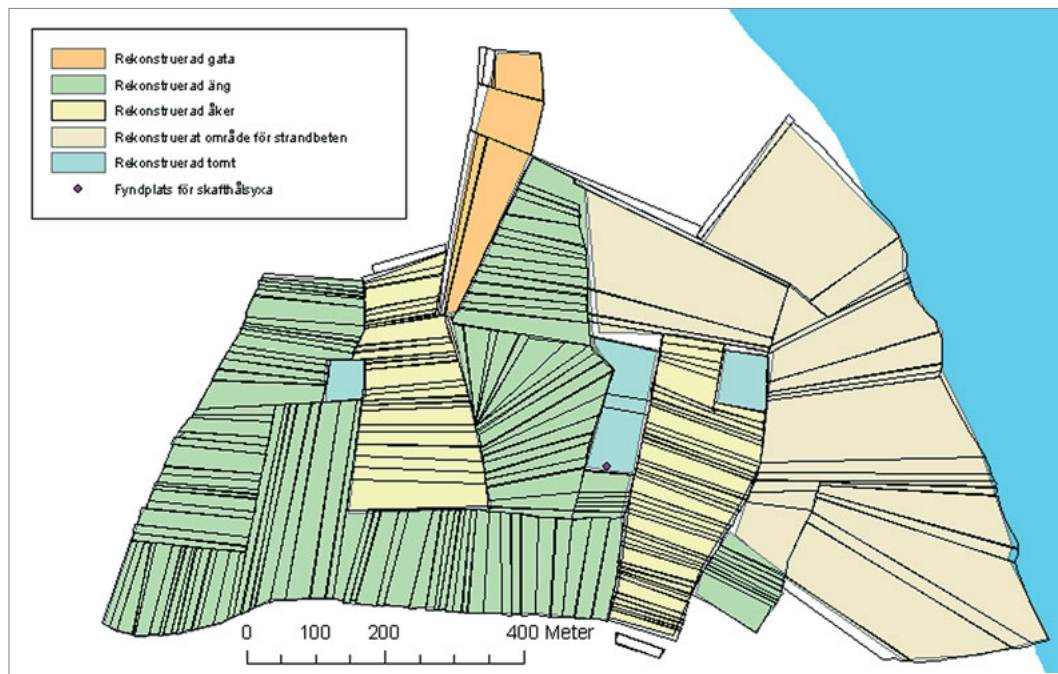 Rekonstruerad gata
Rekonstruerad äng
Rekonstruerad åker
Rekonstruerat område för strandbeten
Rekonstruerad tomt
Fyndplats för skafthålsyxa
0 100 200 400 Meter